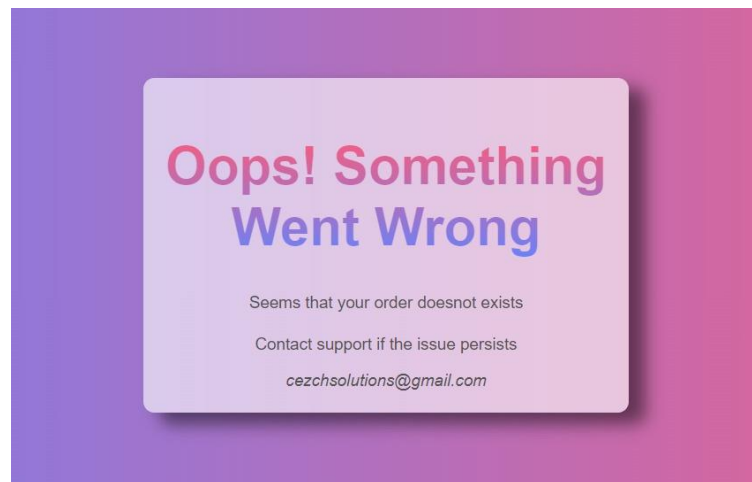 Oops! Something
Went Wrong
Seems that your order doesnot exists
Contact support if the issue persists
cezchsolutions@gmail.com